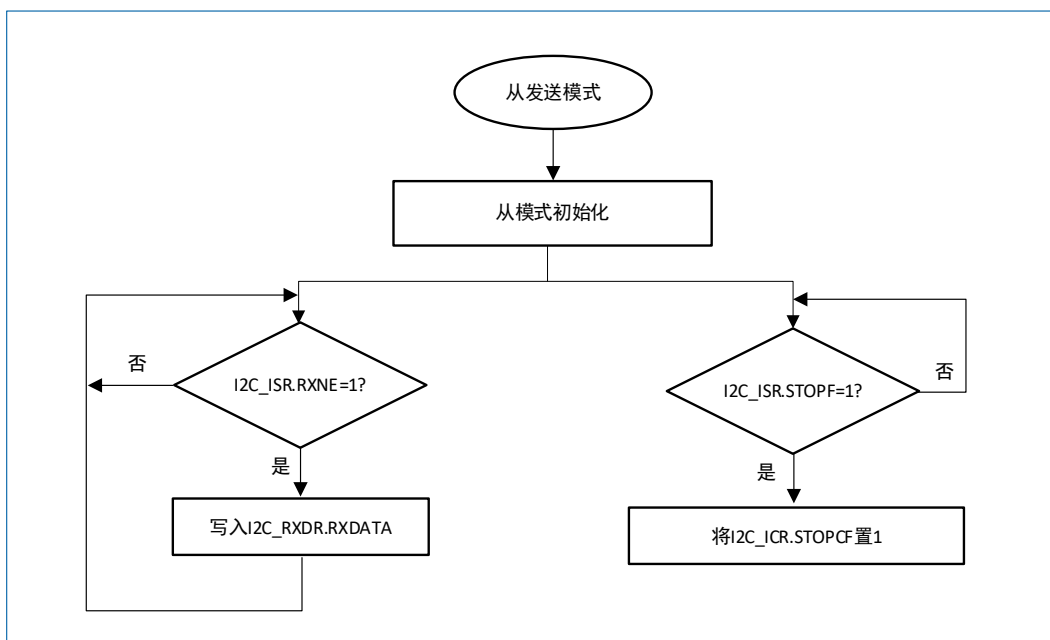 从发送模式
从模式初始化
否
I2C_ISR.RXNE=1?
I2C_ISR.STOPF=1?
否
是
是
写入I2C_RXDR.RXDATA
将I2C_ICR.STOPCF置1